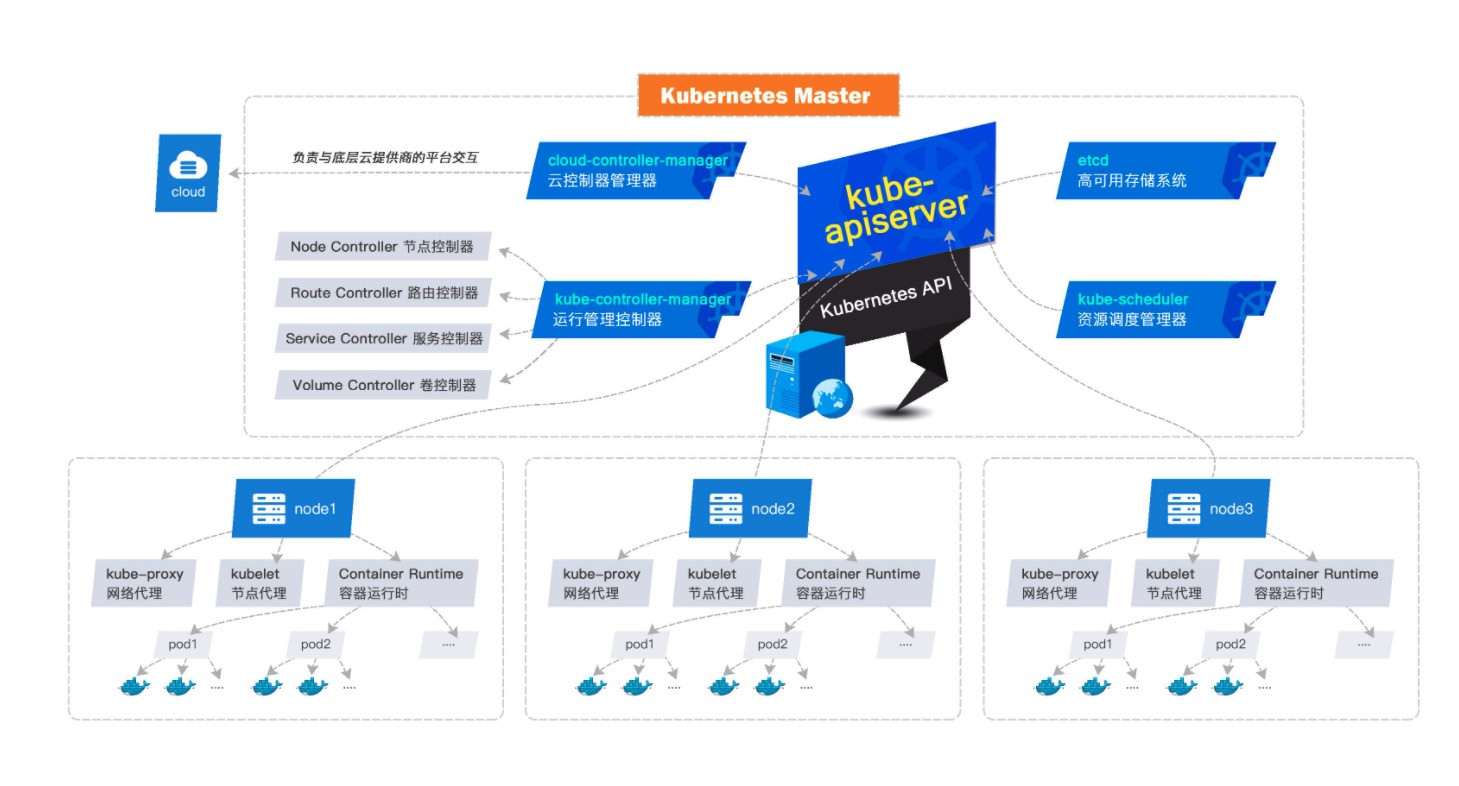 Kubernetes Master
cloud
负责与底层云提供商的平台交互
cloud-controller-manager
云控制器管理器
kube-
apiserver
Kubernetes API
etcd
高可用存储系统
Node Controller 节点控制器
Route Controller 路由控制器
Service Controller 服务控制器
Volume Controller 卷控制器
kube-controller-manager
运行管理控制器
kube-scheduler
资源调度管理器
node1
kube-proxy
网络代理
kubelet
节点代理
Container Runtime
容器运行时
pod1
pod2
....
....
....
node2
kube-proxy
网络代理
kubelet
节点代理
Container Runtime
容器运行时
pod1
pod2
....
....
....
node3
kube-proxy
网络代理
kubelet
节点代理
Container Runtime
容器运行时
pod1
pod2
....
....
....